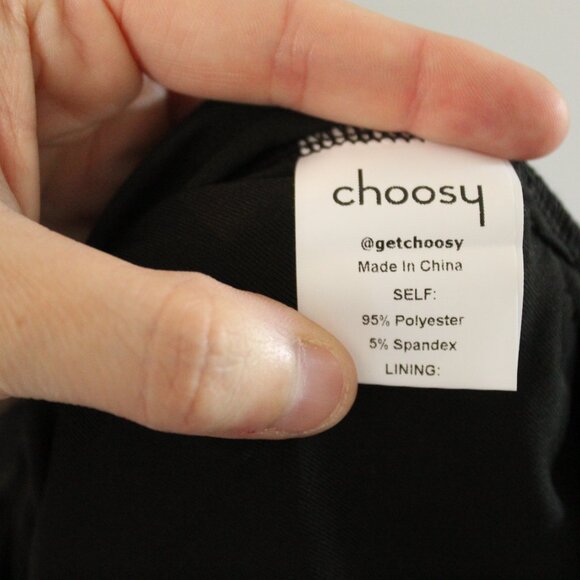 choosy
@getchoosy
Made In China
SELF:
95% Polyester
5% Spandex
LINING: